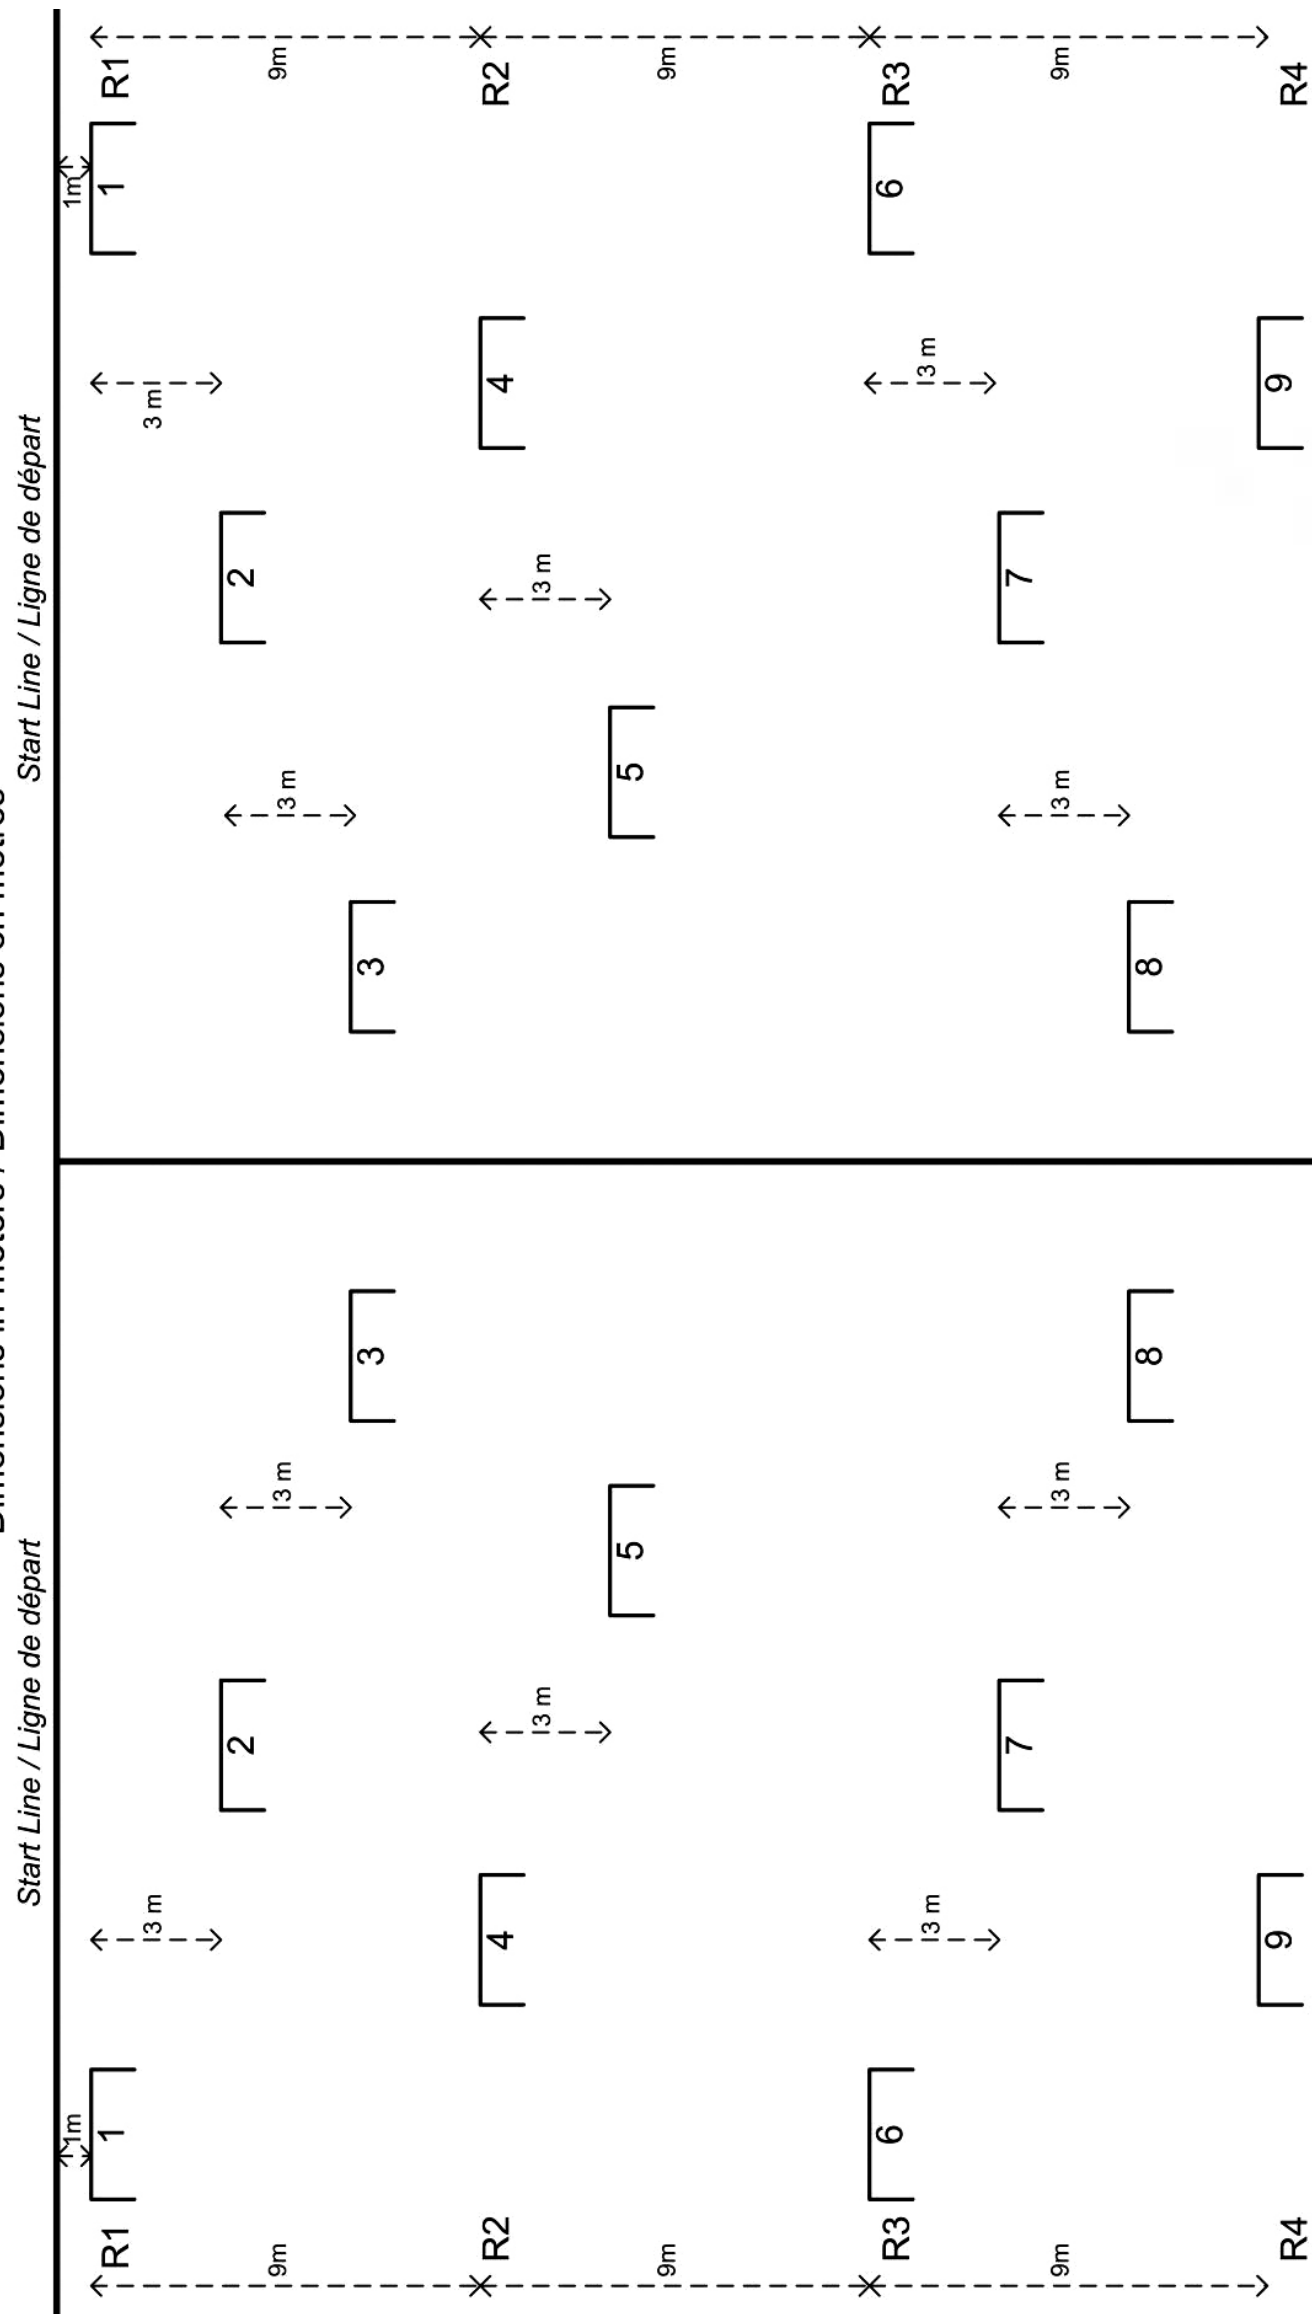 Dimensions in meters / Dimensions en mètres
Start Line / Ligne de départ Start Line / Ligne de départ
1m 1m
R1 1 1 R1
3 m 3 m
2 2
9m 3 m 3 m 9m
3 3
R2 4 4 R2
3 m 3 m
5 5
9m 9m
R3 6 6 R3
3 m 3 m
7 7
9m 3 m 3 m 9m
8 8
R4 9 9 R4